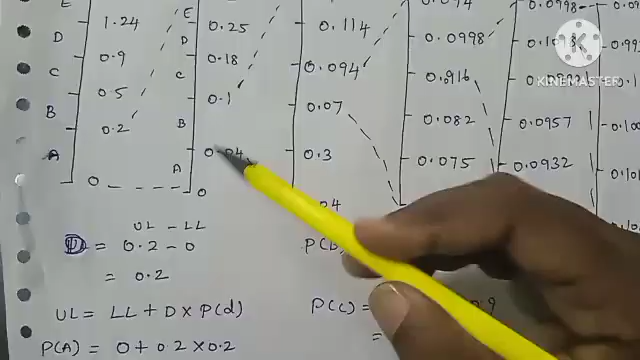 E
D
C
B
A
1.24
0.9
0.5
0.2
0
E
D
C
B
A
0.25
0.18
0.1
0
0.114
0.094
0.07
0.3
0.0998
0.082
0.075
0.0957
0.0932
KINEMASTER
UL - LL
D = 0.2 - 0
= 0.2
UL = LL + D × P(d)
P(A) = 0 + 0.2 × 0.2
P(b)
P(C) =
0.9
=